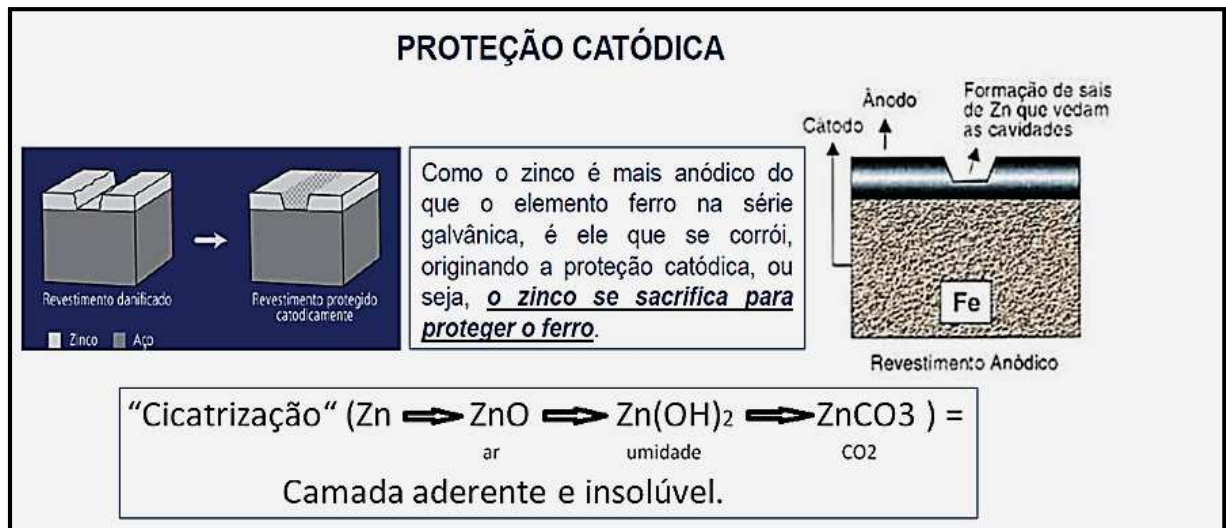 PROTEÇÃO CATÓDICA
Revestimento danificado
Revestimento protegido
catodicamente
Zinco
Aço
Como o zinco é mais anódico do
que o elemento ferro na série
galvânica, é ele que se corrói,
originando a proteção catódica, ou
seja, o zinco se sacrifica para
proteger o ferro.
Ânodo
Cátodo
Formação de sais
de Zn que vedam
as cavidades
Fe
Revestimento Anódico
“Cicatrização“ (Zn ⇒ ZnO ⇒ Zn(OH)2 ⇒ ZnCO3 ) =
ar umidade CO2
Camada aderente e insolúvel.